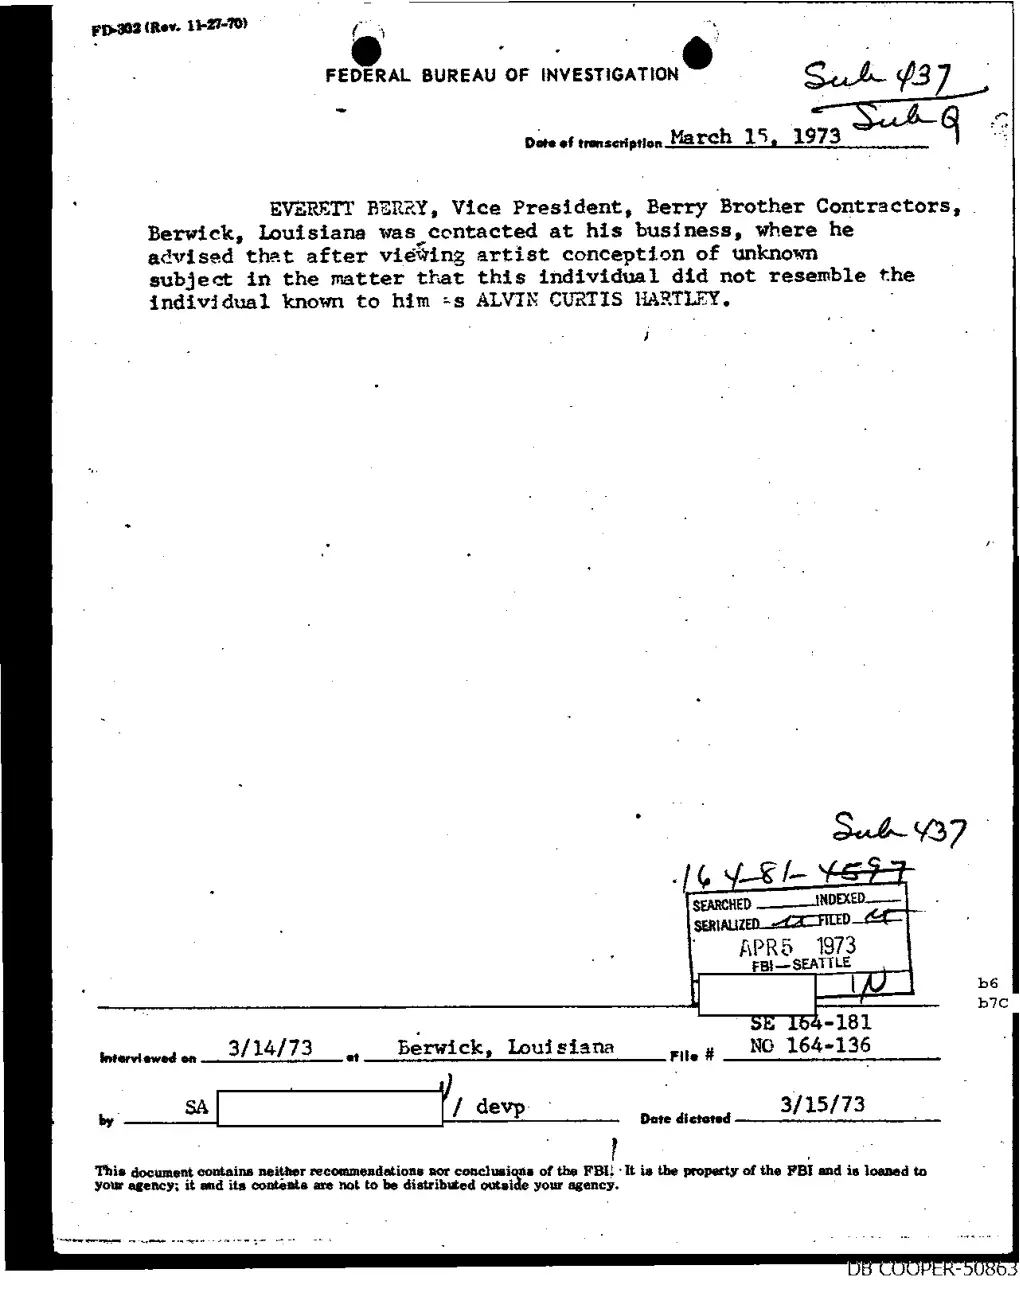 FD-302 (Rev. 11-27-70)
FEDERAL BUREAU OF INVESTIGATION
Sub 437
Sub Q
Date of transcription March 15, 1973
EVERETT BERRY, Vice President, Berry Brother Contractors,
Berwick, Louisiana was contacted at his business, where he
advised that after viewing artist conception of unknown
subject in the matter that this individual did not resemble the
individual known to him as ALVIN CURTIS HARTLEY.
Sub 437
164-81-4597
SEARCHED INDEXED
SERIALIZED FILED
APR 5 1973
FBI — SEATTLE
b6
b7C
SE 164-181
Interviewed on 3/14/73 at Berwick, Louisiana File # NO 164-136
by SA / devp Date dictated 3/15/73
This document contains neither recommendations nor conclusions of the FBI. It is the property of the FBI and is loaned to
your agency; it and its contents are not to be distributed outside your agency.
DB COOPER-50863